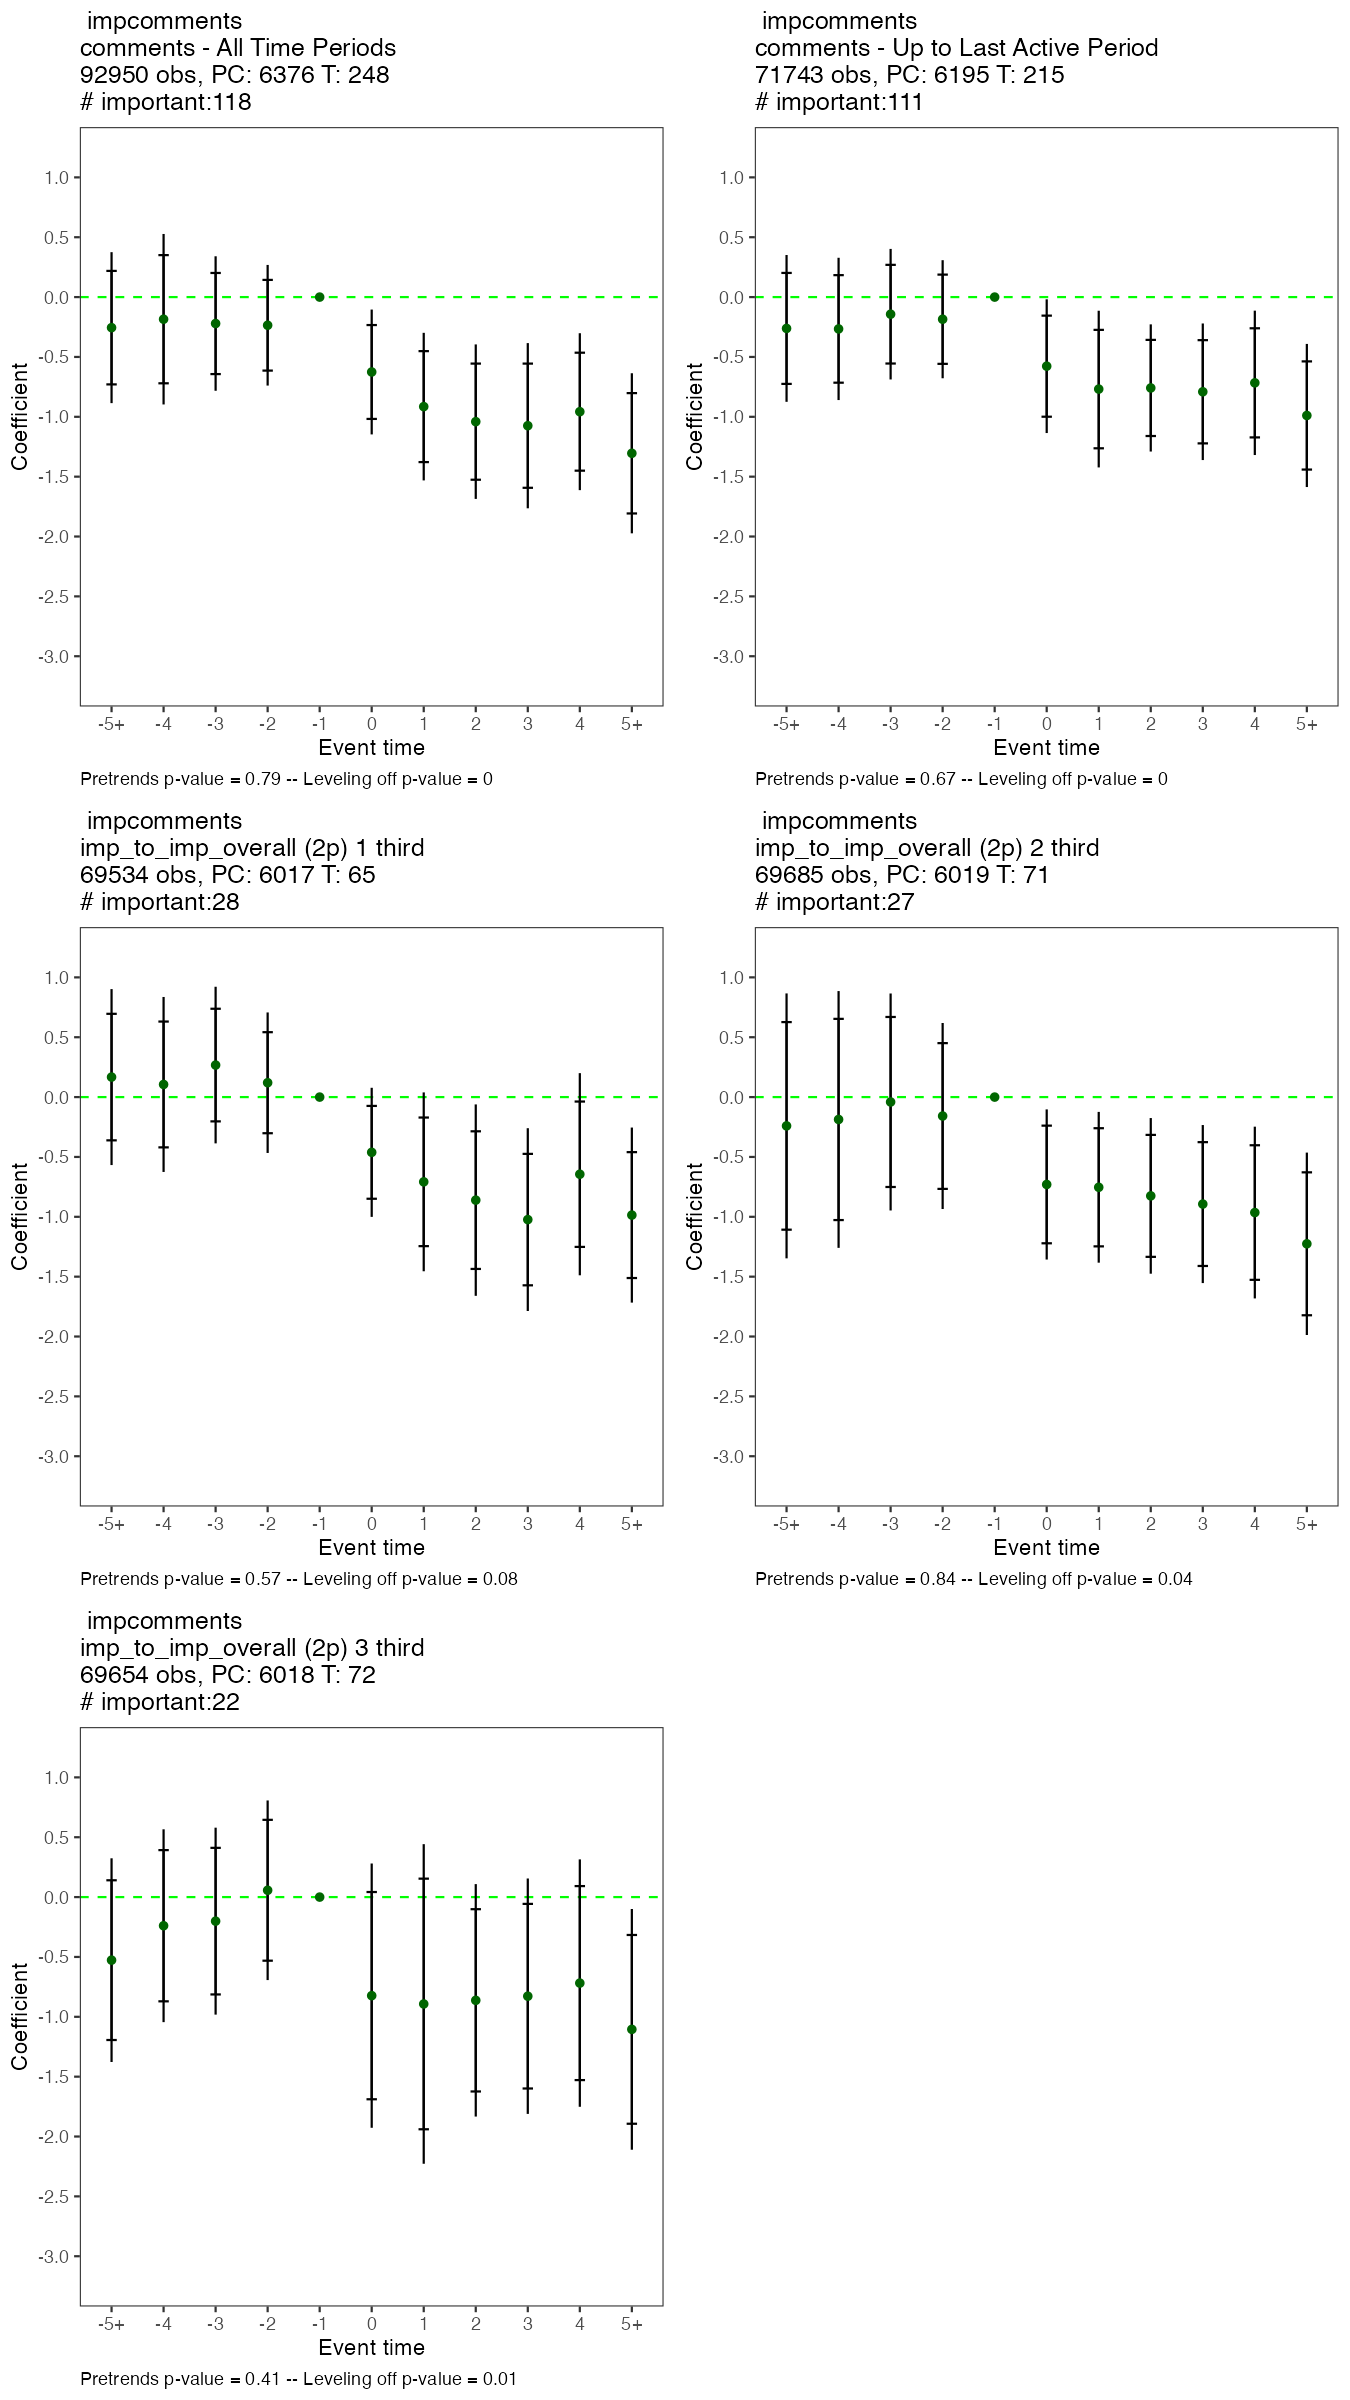 impcomments
comments - All Time Periods
92950 obs, PC: 6376 T: 248
# important:118
1.0
0.5
0.0
-0.5
-1.0
-1.5
-2.0
-2.5
-3.0
Coefficient
-5+ -4 -3 -2 -1 0 1 2 3 4 5+
Event time
Pretrends p-value = 0.79 -- Leveling off p-value = 0
impcomments
comments - Up to Last Active Period
71743 obs, PC: 6195 T: 215
# important:111
1.0
0.5
0.0
-0.5
-1.0
-1.5
-2.0
-2.5
-3.0
Coefficient
-5+ -4 -3 -2 -1 0 1 2 3 4 5+
Event time
Pretrends p-value = 0.67 -- Leveling off p-value = 0
impcomments
imp_to_imp_overall (2p) 1 third
69534 obs, PC: 6017 T: 65
# important:28
1.0
0.5
0.0
-0.5
-1.0
-1.5
-2.0
-2.5
-3.0
Coefficient
-5+ -4 -3 -2 -1 0 1 2 3 4 5+
Event time
Pretrends p-value = 0.57 -- Leveling off p-value = 0.08
impcomments
imp_to_imp_overall (2p) 2 third
69685 obs, PC: 6019 T: 71
# important:27
1.0
0.5
0.0
-0.5
-1.0
-1.5
-2.0
-2.5
-3.0
Coefficient
-5+ -4 -3 -2 -1 0 1 2 3 4 5+
Event time
Pretrends p-value = 0.84 -- Leveling off p-value = 0.04
impcomments
imp_to_imp_overall (2p) 3 third
69654 obs, PC: 6018 T: 72
# important:22
1.0
0.5
0.0
-0.5
-1.0
-1.5
-2.0
-2.5
-3.0
Coefficient
-5+ -4 -3 -2 -1 0 1 2 3 4 5+
Event time
Pretrends p-value = 0.41 -- Leveling off p-value = 0.01